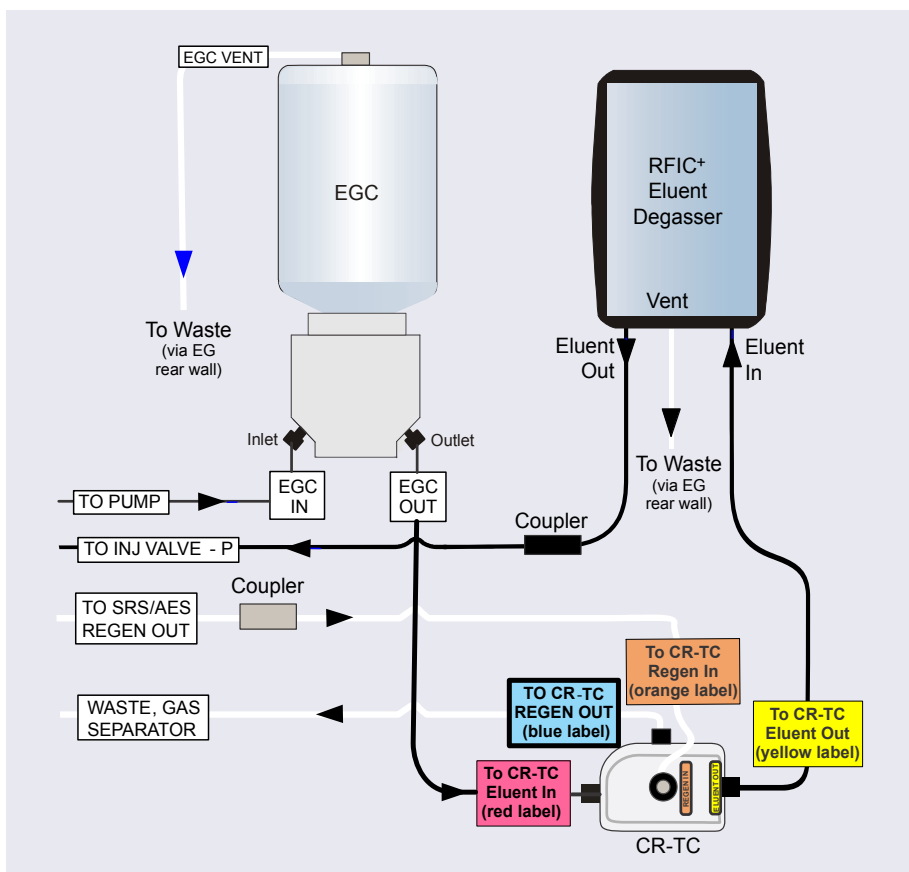 EGC VENT
EGC
RFIC+
Eluent
Degasser
Vent
To Waste
(via EG
rear wall)
Eluent
Out
Eluent
In
Inlet
Outlet
To Waste
(via EG
rear wall)
EGC
IN
EGC
OUT
TO PUMP
Coupler
TO INJ VALVE - P
Coupler
TO SRS/AES
REGEN OUT
To CR-TC
Regen In
(orange label)
TO CR-TC
REGEN OUT
(blue label)
WASTE, GAS
SEPARATOR
To CR-TC
Eluent Out
(yellow label)
To CR-TC
Eluent In
(red label)
REGEN IN
ELUENT OUT
CR-TC